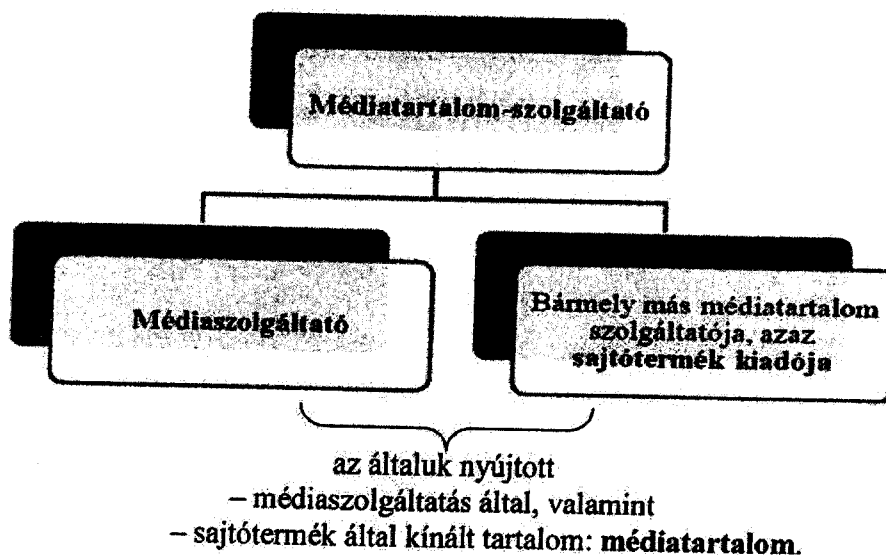 Médiatartalom-szolgáltató
Médiaszolgáltató
Bármely más médiatartalom
szolgáltatója, azaz
sajtótermék kiadója
az általuk nyújtott
– médiaszolgáltatás által, valamint
– sajtótermék által kínált tartalom: médiatartalom.